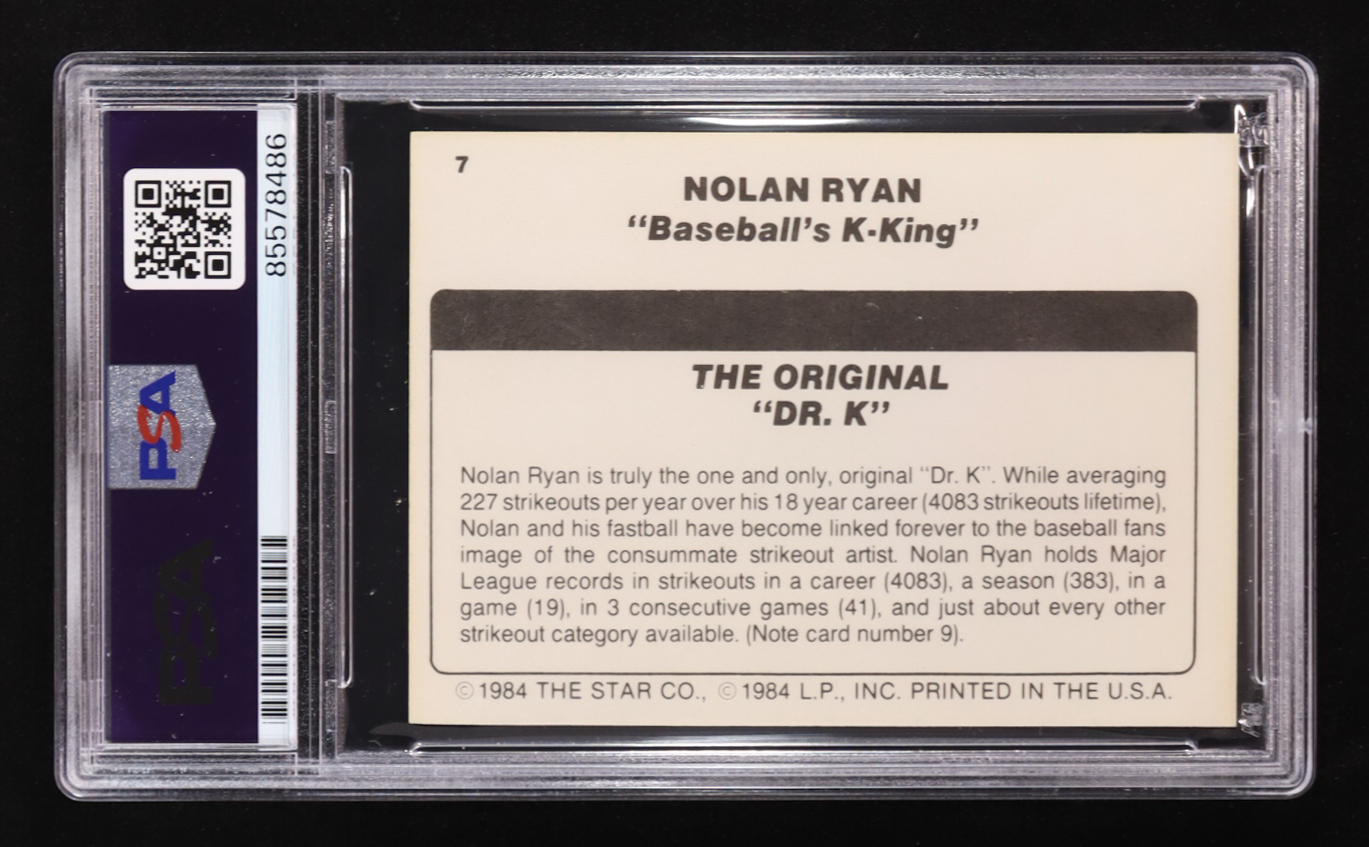 85578486
PSA
PSA
7
NOLAN RYAN
“Baseball’s K-King”
THE ORIGINAL
“DR. K”
Nolan Ryan is truly the one and only, original “Dr. K”. While averaging
227 strikeouts per year over his 18 year career (4083 strikeouts lifetime),
Nolan and his fastball have become linked forever to the baseball fans
image of the consummate strikeout artist. Nolan Ryan holds Major
League records in strikeouts in a career (4083), a season (383), in a
game (19), in 3 consecutive games (41), and just about every other
strikeout category available. (Note card number 9).
©1984 THE STAR CO., ©1984 L.P., INC. PRINTED IN THE U.S.A.